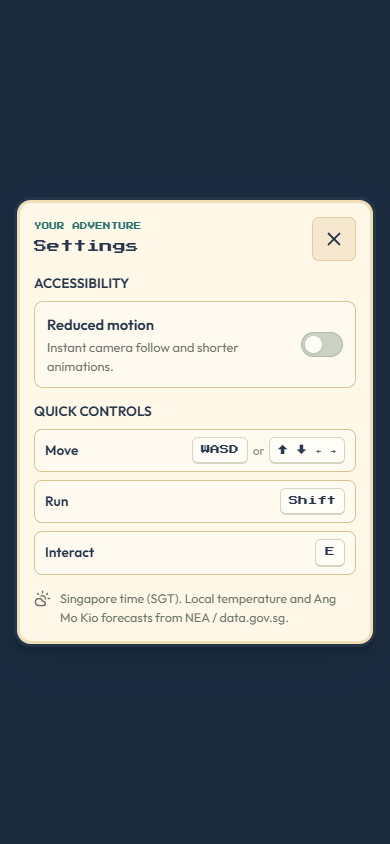 YOUR ADVENTURE
Settings
ACCESSIBILITY
Reduced motion
Instant camera follow and shorter
animations.
QUICK CONTROLS
Move WASD or ↑ ↓ ← →
Run Shift
Interact E
Singapore time (SGT). Local temperature and Ang
Mo Kio forecasts from NEA / data.gov.sg.